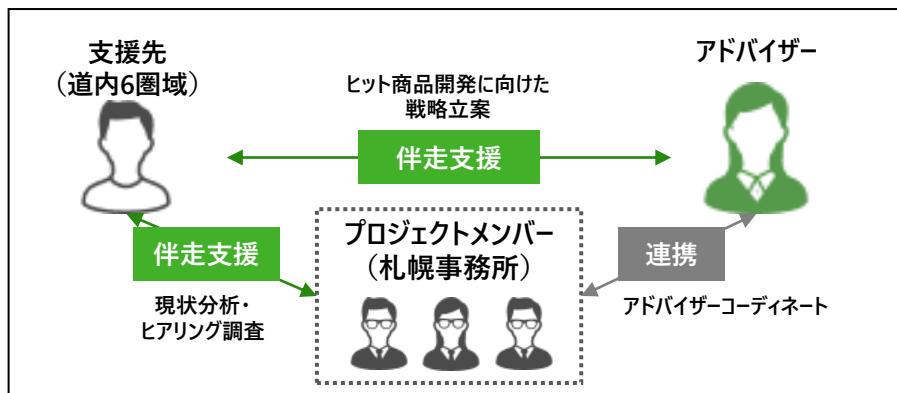 支援先
（道内6圏域）
アドバイザー
ヒット商品開発に向けた
戦略立案
伴走支援
伴走支援
現状分析・
ヒアリング調査
プロジェクトメンバー
（札幌事務所）
連携
アドバイザーコーディネート